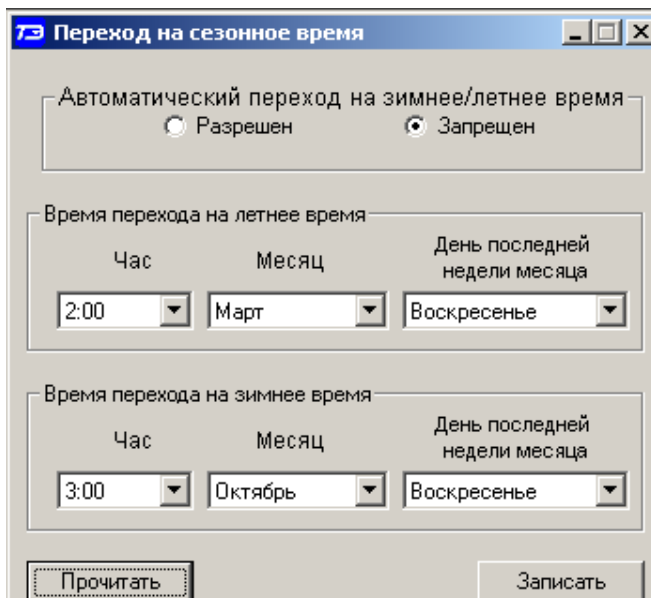 ТЭ Переход на сезонное время
Автоматический переход на зимнее/летнее время
Разрешен Запрещен
Время перехода на летнее время
Час Месяц День последней
недели месяца
2:00 Март Воскресенье
Время перехода на зимнее время
Час Месяц День последней
недели месяца
3:00 Октябрь Воскресенье
Прочитать Записать